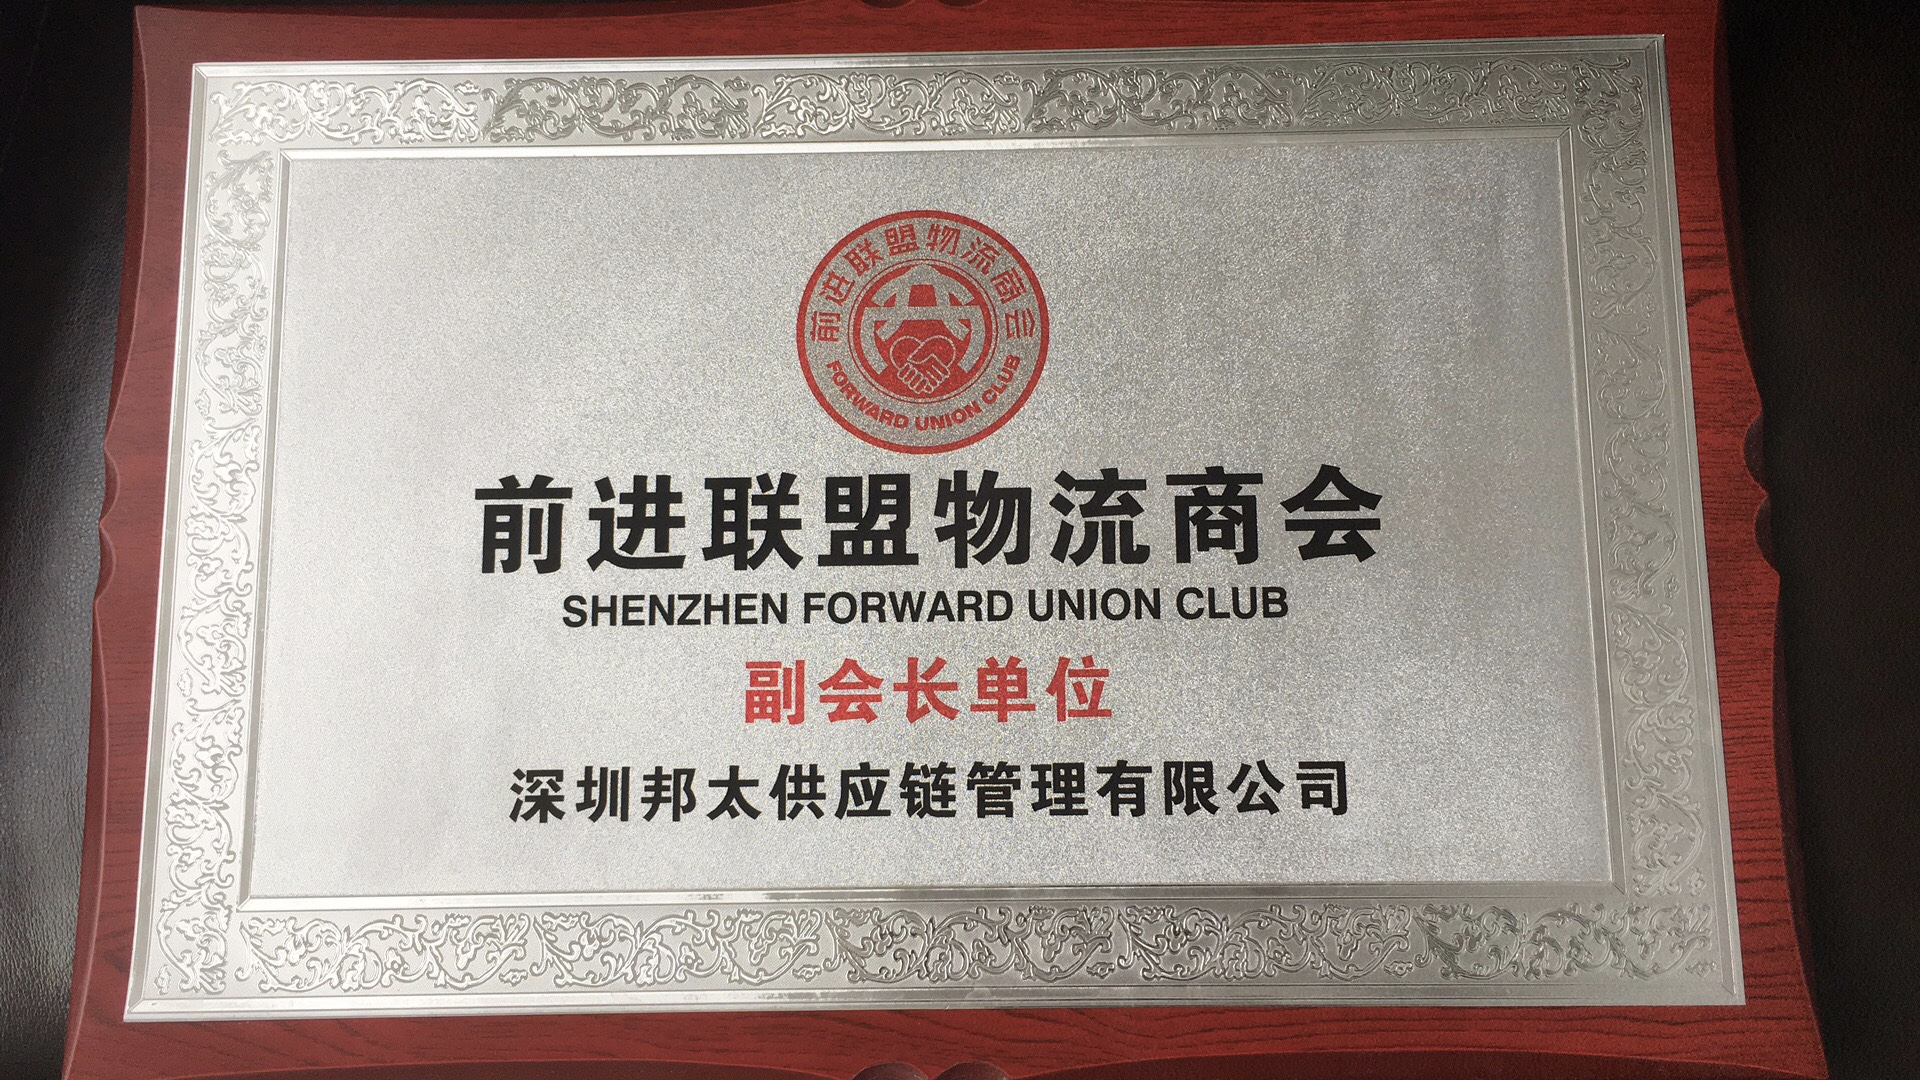 前进联盟物流商会
FORWARD UNION CLUB
前进联盟物流商会
SHENZHEN FORWARD UNION CLUB
副会长单位
深圳邦太供应链管理有限公司